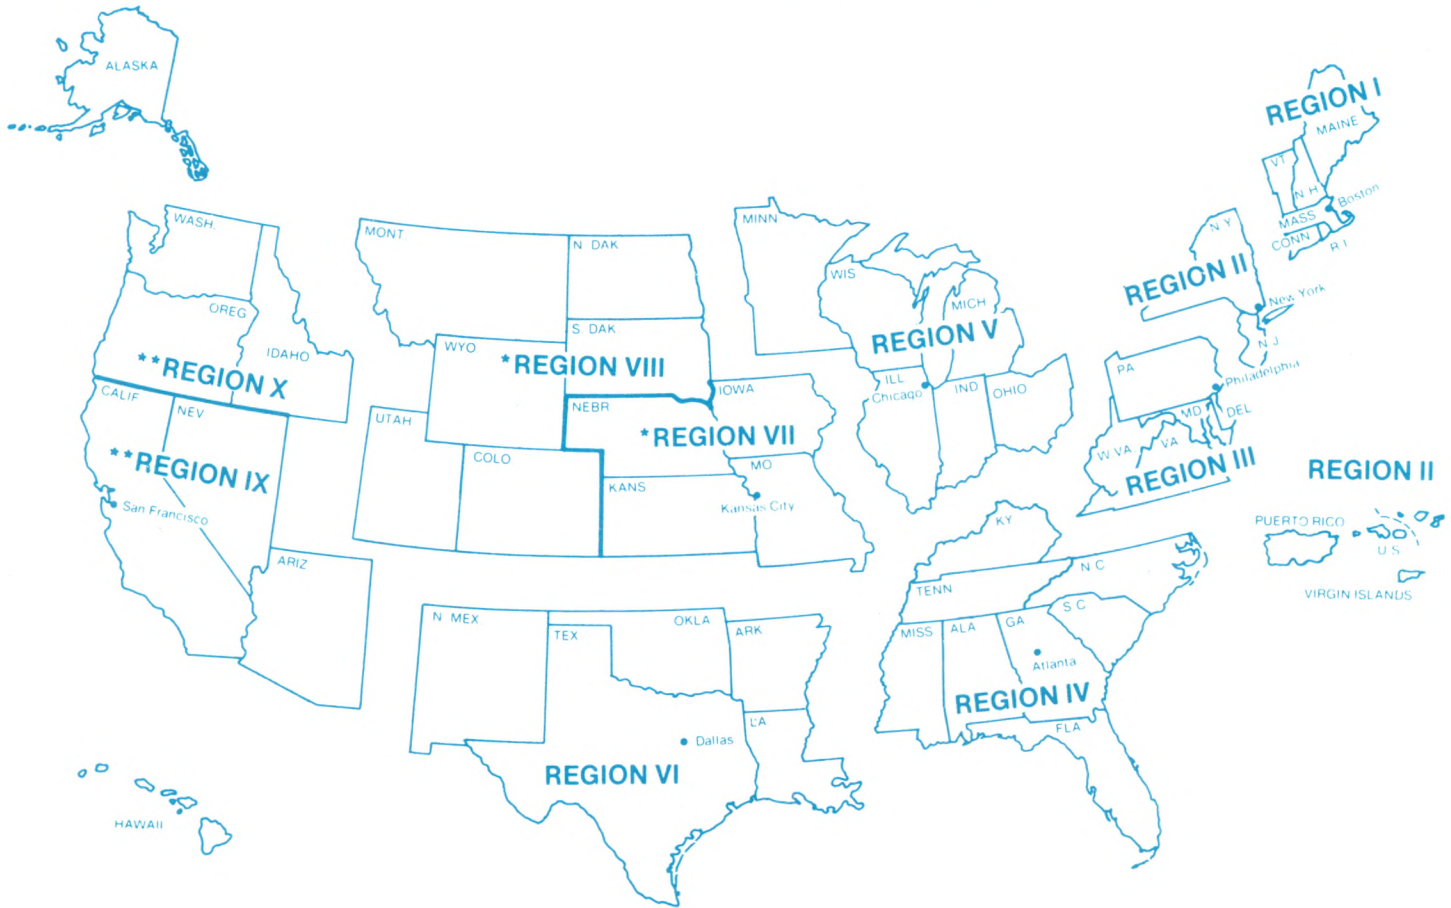 ALASKA
REGION I
MAINE
VT
N H
MASS
Boston
CONN
R I
N Y
REGION II
New York
N J
WASH.
OREG
IDAHO
**REGION X
MONT
N DAK
S DAK
WYO
*REGION VIII
MINN
WIS
MICH
REGION V
ILL
Chicago
IND
OHIO
PA
Philadelphia
MD
DEL
W VA
VA
REGION III
CALIF
NEV
**REGION IX
San Francisco
UTAH
COLO
NEBR
IOWA
*REGION VII
KANS
MO
Kansas City
REGION II
PUERTO RICO
U S
VIRGIN ISLANDS
KY
TENN
N C
S C
ARIZ
N MEX
TEX
OKLA
ARK
LA
Dallas
REGION VI
MISS
ALA
GA
Atlanta
REGION IV
FLA
HAWAII